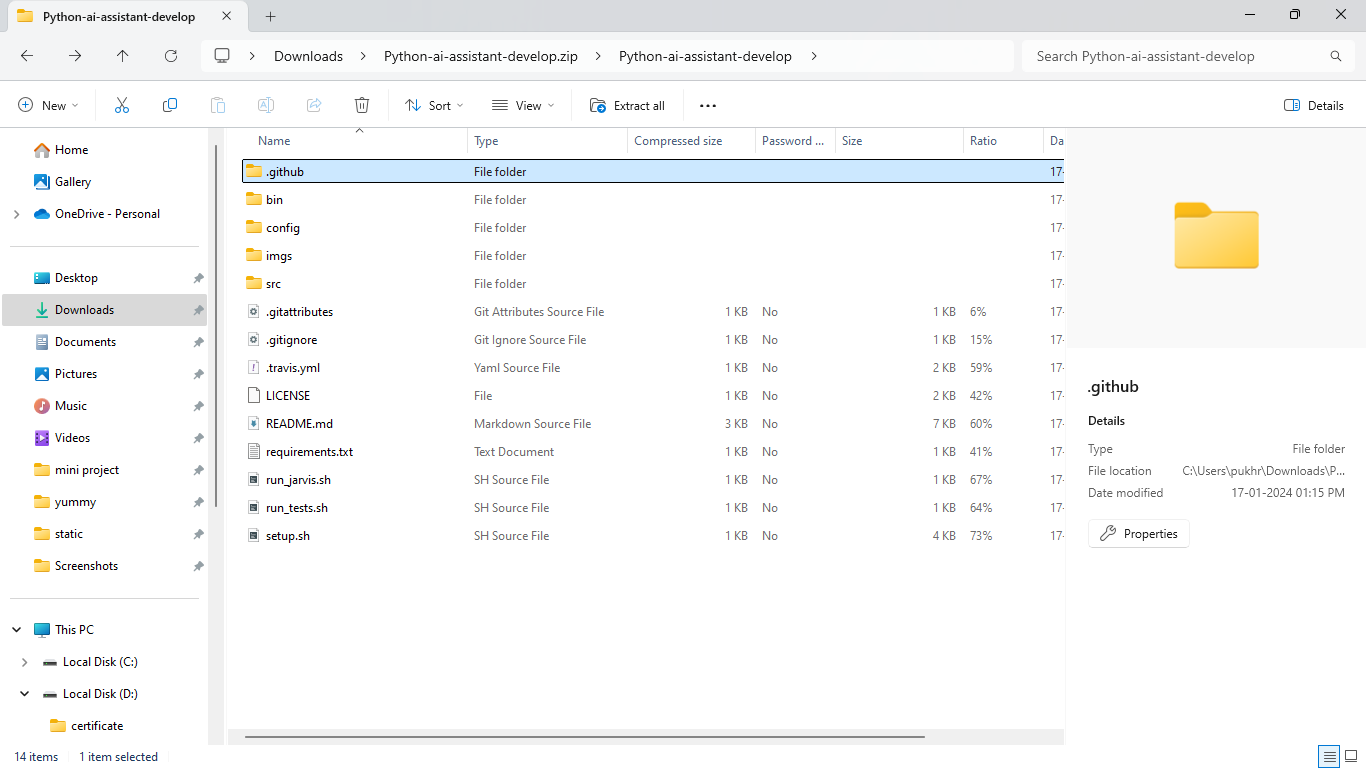 Python-ai-assistant-develop
Downloads Python-ai-assistant-develop.zip Python-ai-assistant-develop
Search Python-ai-assistant-develop
New Sort View Extract all Details
Home
Gallery
OneDrive - Personal
Desktop
Downloads
Documents
Pictures
Music
Videos
mini project
yummy
static
Screenshots
This PC
Local Disk (C:)
Local Disk (D:)
certificate
Name Type Compressed size Password ... Size Ratio Da
.github File folder 17-
bin File folder 17-
config File folder 17-
imgs File folder 17-
src File folder 17-
.gitattributes Git Attributes Source File 1 KB No 1 KB 6% 17-
.gitignore Git Ignore Source File 1 KB No 1 KB 15% 17-
.travis.yml Yaml Source File 1 KB No 2 KB 59% 17-
LICENSE File 1 KB No 2 KB 42% 17-
README.md Markdown Source File 3 KB No 7 KB 60% 17-
requirements.txt Text Document 1 KB No 1 KB 41% 17-
run_jarvis.sh SH Source File 1 KB No 1 KB 67% 17-
run_tests.sh SH Source File 1 KB No 1 KB 64% 17-
setup.sh SH Source File 1 KB No 4 KB 73% 17-
.github
Details
Type File folder
File location C:\Users\pukhr\Downloads\P...
Date modified 17-01-2024 01:15 PM
Properties
14 items 1 item selected